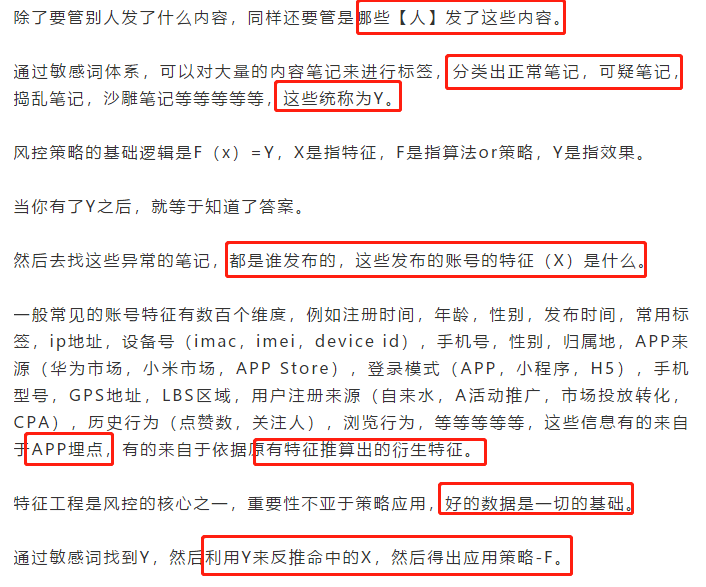 除了要管别人发了什么内容，同样还要管是哪些【人】发了这些内容。
通过敏感词体系，可以对大量的内容笔记来进行标签，分类出正常笔记，可疑笔记，
捣乱笔记，沙雕笔记等等等等等，这些统称为Y。
风控策略的基础逻辑是F（x）=Y，X是指特征，F是指算法or策略，Y是指效果。
当你有了Y之后，就等于知道了答案。
然后去找这些异常的笔记，都是谁发布的，这些发布的账号的特征（X）是什么。
一般常见的账号特征有数百个维度，例如注册时间，年龄，性别，发布时间，常用标
签，ip地址，设备号（imac，imei，device id），手机号，性别，归属地，APP来
源（华为市场，小米市场，APP Store），登录模式（APP，小程序，H5），手机
型号，GPS地址，LBS区域，用户注册来源（自来水，A活动推广，市场投放转化，
CPA），历史行为（点赞数，关注人），浏览行为，等等等等等，这些信息有的来自
于APP埋点，有的来自于依据原有特征推算出的衍生特征。
特征工程是风控的核心之一，重要性不亚于策略应用，好的数据是一切的基础。
通过敏感词找到Y，然后利用Y来反推命中的X，然后得出应用策略-F。